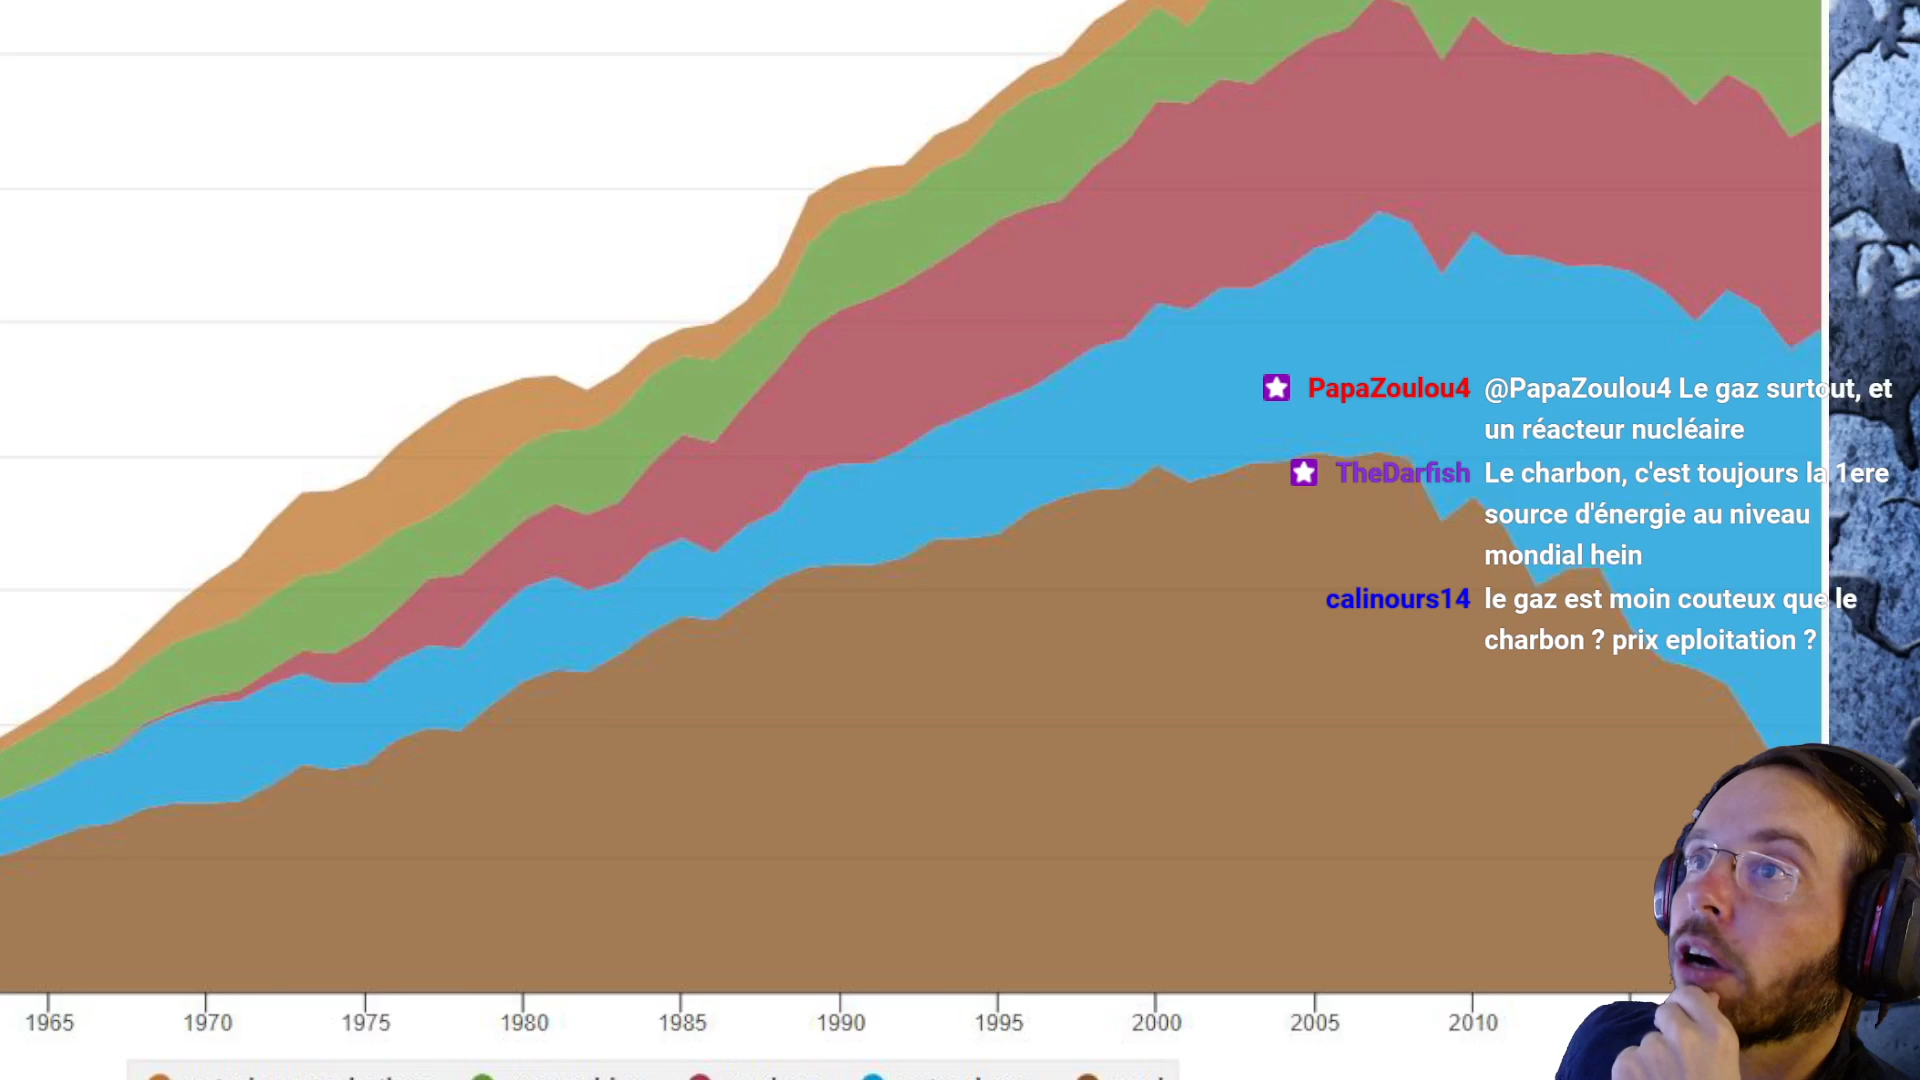 PapaZoulou4 @PapaZoulou4 Le gaz surtout, et
un réacteur nucléaire
TheDarfish Le charbon, c'est toujours la 1ere
source d'énergie au niveau
mondial hein
calinours14 le gaz est moin couteux que le
charbon ? prix eploitation ?
1965 1970 1975 1980 1985 1990 1995 2000 2005 2010